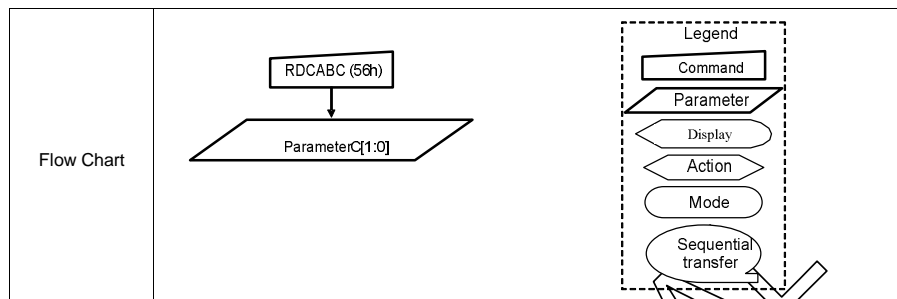 Flow Chart
RDCABC (56h)
ParameterC[1:0]
Legend
Command
Parameter
Display
Action
Mode
Sequential
transfer